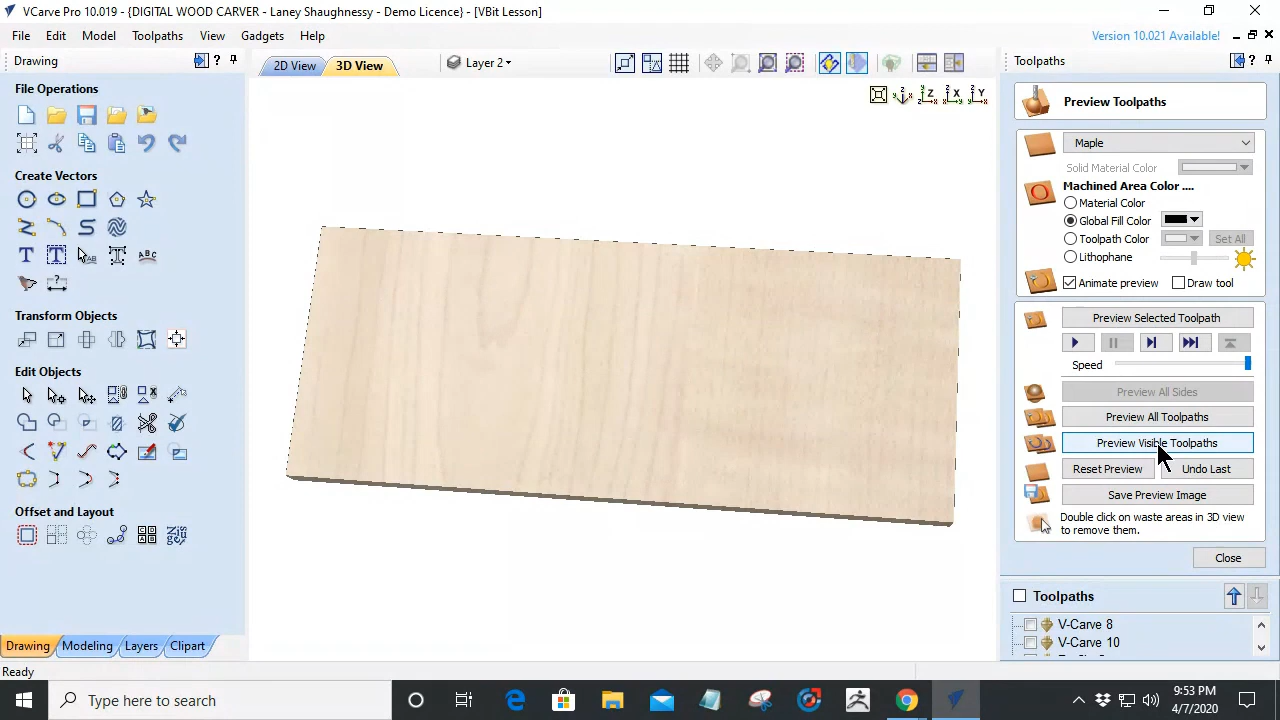 VCarve Pro 10.019 - {DIGITAL WOOD CARVER - Laney Shaughnessy - Demo Licence} - [VBit Lesson]
File Edit Model Toolpaths View Gadgets Help
Version 10.021 Available!
Drawing
File Operations
Create Vectors
Transform Objects
Edit Objects
Offset and Layout
Drawing Modeling Layers Clipart
Ready
2D View 3D View
Layer 2
Toolpaths
Preview Toolpaths
Maple
Solid Material Color
Machined Area Color ....
Material Color
Global Fill Color
Toolpath Color Set All
Lithophane
Animate preview Draw tool
Preview Selected Toolpath
Speed
Preview All Sides
Preview All Toolpaths
Preview Visible Toolpaths
Reset Preview Undo Last
Save Preview Image
Double click on waste areas in 3D view
to remove them.
Close
Toolpaths
V-Carve 8
V-Carve 10
Type here to search
9:53 PM
4/7/2020